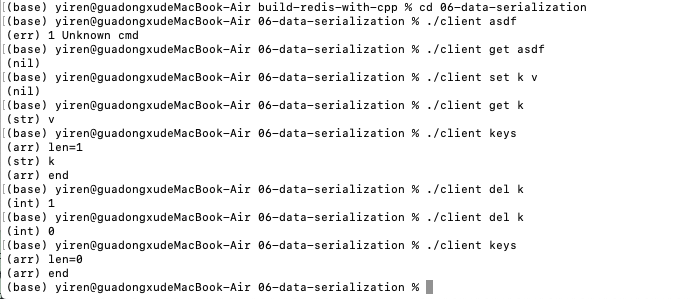 [(base) yiren@guadongxudeMacBook-Air build-redis-with-cpp % cd 06-data-serialization
[(base) yiren@guadongxudeMacBook-Air 06-data-serialization % ./client asdf
(err) 1 Unknown cmd
[(base) yiren@guadongxudeMacBook-Air 06-data-serialization % ./client get asdf
(nil)
[(base) yiren@guadongxudeMacBook-Air 06-data-serialization % ./client set k v
(nil)
[(base) yiren@guadongxudeMacBook-Air 06-data-serialization % ./client get k
(str) v
[(base) yiren@guadongxudeMacBook-Air 06-data-serialization % ./client keys
(arr) len=1
(str) k
(arr) end
[(base) yiren@guadongxudeMacBook-Air 06-data-serialization % ./client del k
(int) 1
[(base) yiren@guadongxudeMacBook-Air 06-data-serialization % ./client del k
(int) 0
[(base) yiren@guadongxudeMacBook-Air 06-data-serialization % ./client keys
(arr) len=0
(arr) end
(base) yiren@guadongxudeMacBook-Air 06-data-serialization %